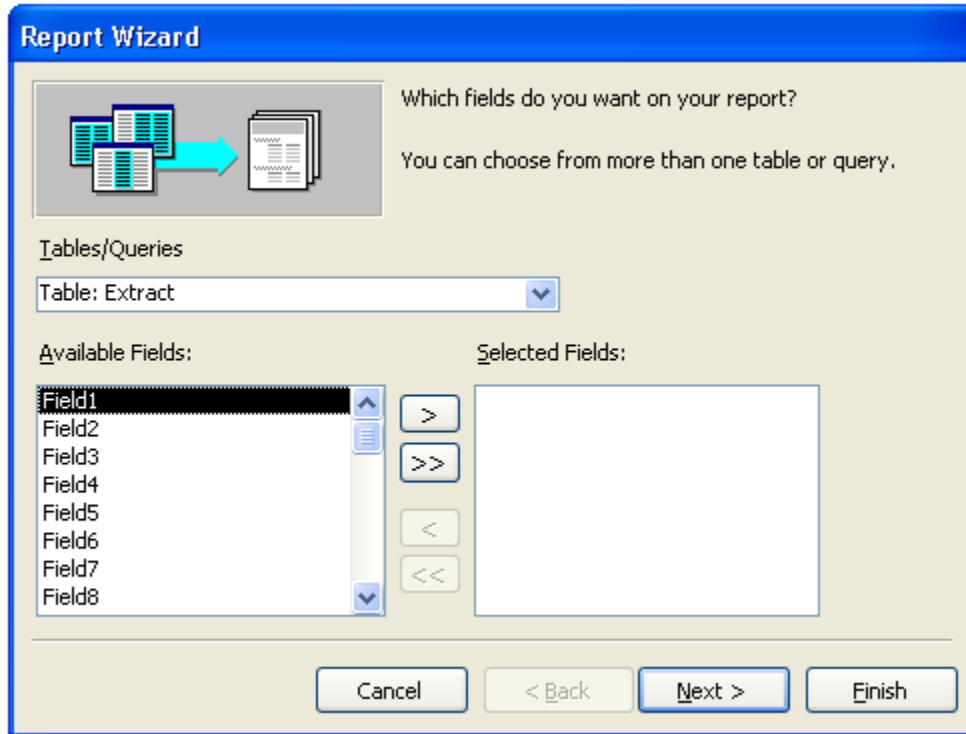 Report Wizard
Which fields do you want on your report?
You can choose from more than one table or query.
Tables/Queries
Table: Extract
Available Fields:
Selected Fields:
Field1
Field2
Field3
Field4
Field5
Field6
Field7
Field8
>
>>
<
<<
Cancel
< Back
Next >
Finish